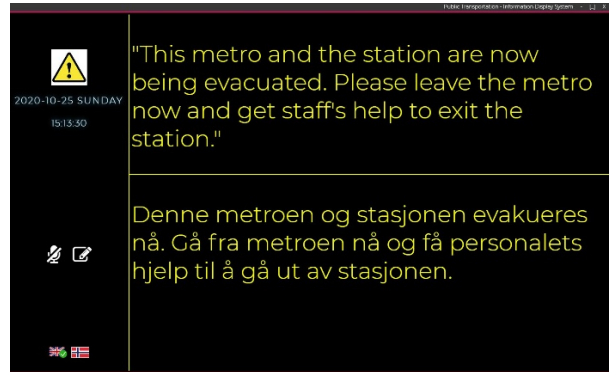 Public Transportation - Information Display System
"This metro and the station are now
being evacuated. Please leave the metro
now and get staff's help to exit the
station."
2020-10-25 SUNDAY
15:13:30
Denne metroen og stasjonen evakueres
nå. Gå fra metroen nå og få personalets
hjelp til å gå ut av stasjonen.